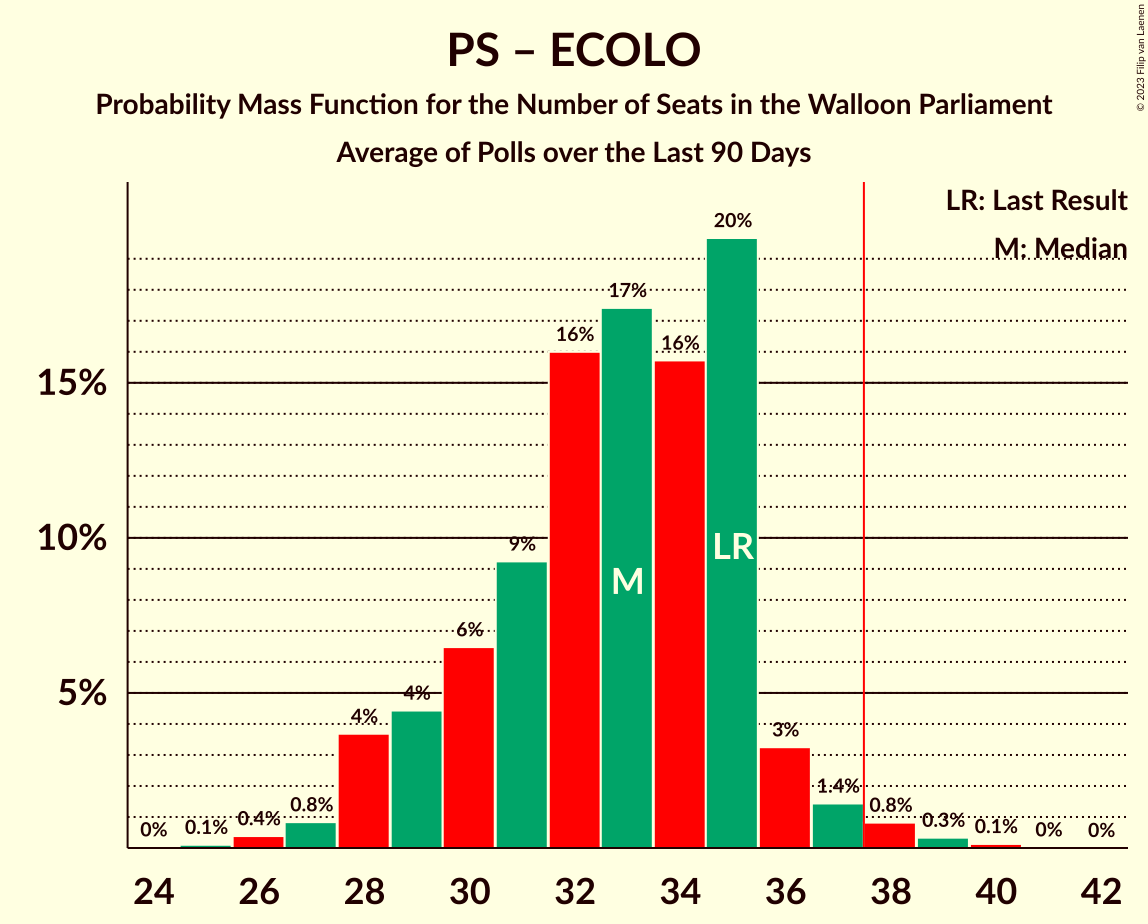 PS – ECOLO
Probability Mass Function for the Number of Seats in the Walloon Parliament
Average of Polls over the Last 90 Days
© 2023 Filip van Laenen
LR: Last Result
M: Median
15%
10%
5%
0%
0.1%
0.4%
0.8%
4%
4%
6%
9%
16%
17%
16%
20%
3%
1.4%
0.8%
0.3%
0.1%
0%
0%
M
LR
24 26 28 30 32 34 36 38 40 42